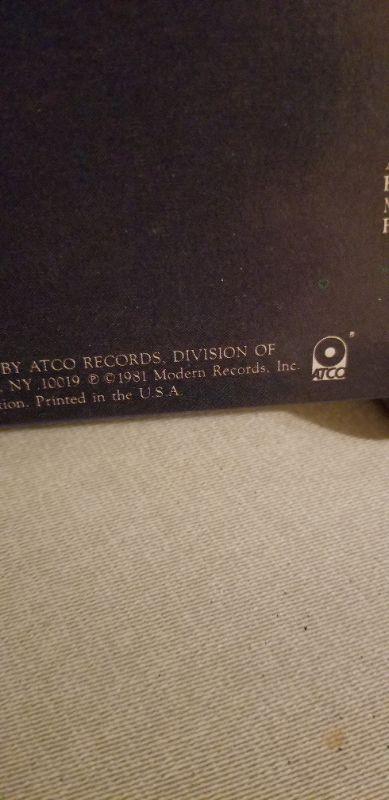 BY ATCO RECORDS, DIVISION OF
NY 10019 ℗ ©1981 Modern Records, Inc.
tion. Printed in the U.S.A.
ATCO
®